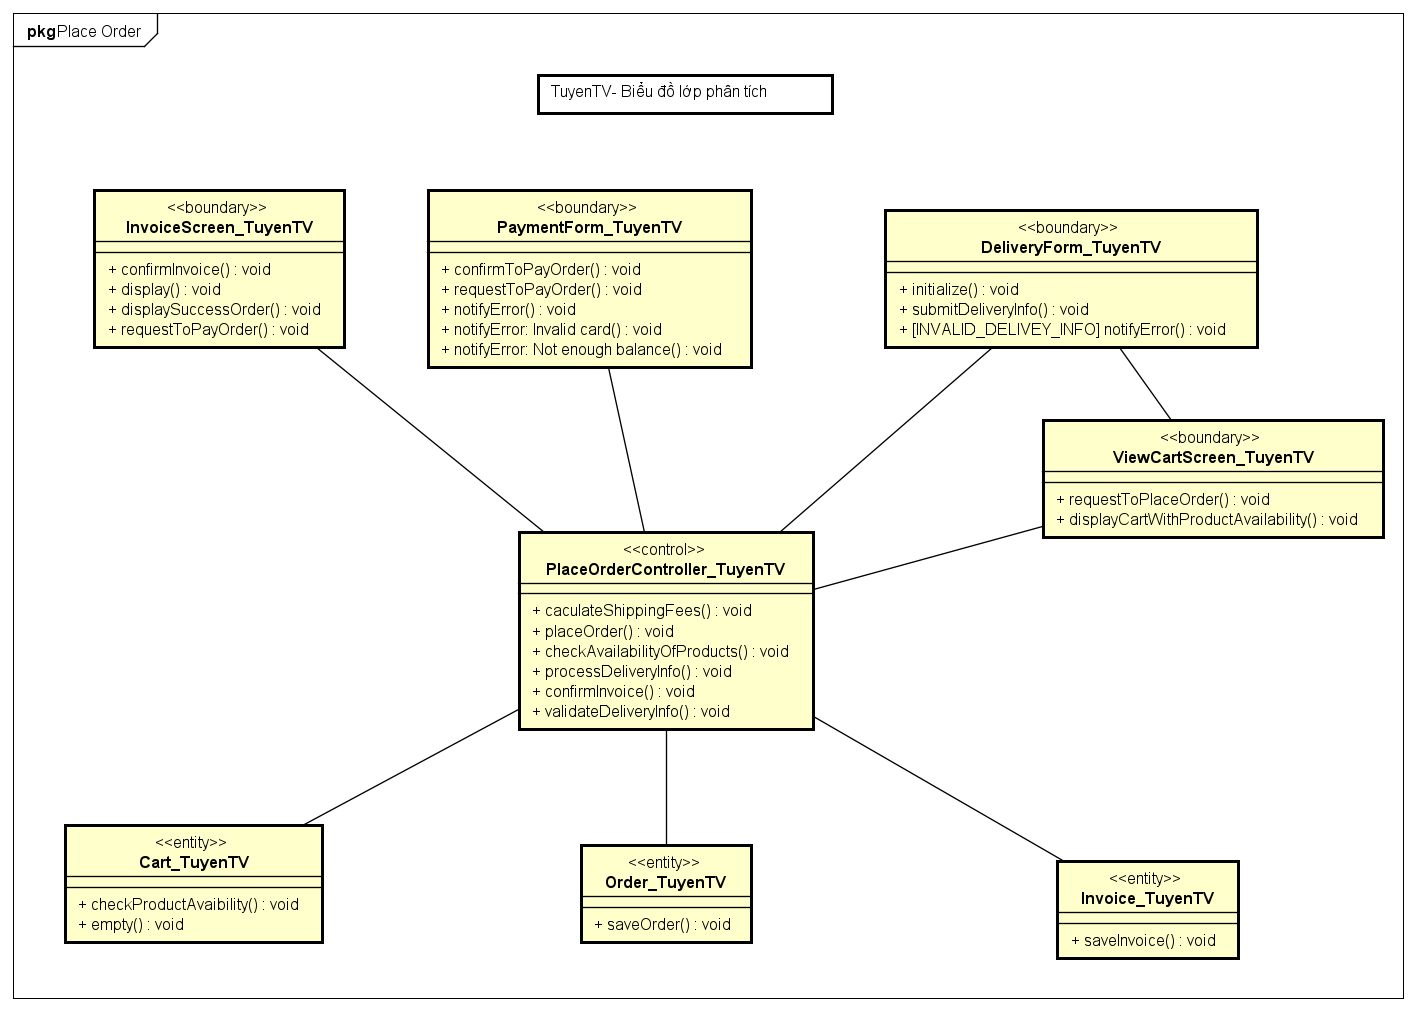 pkgPlace Order
TuyenTV- Biểu đồ lớp phân tích
<<boundary>>
InvoiceScreen_TuyenTV
+ confirmInvoice() : void
+ display() : void
+ displaySuccessOrder() : void
+ requestToPayOrder() : void
<<boundary>>
PaymentForm_TuyenTV
+ confirmToPayOrder() : void
+ requestToPayOrder() : void
+ notifyError() : void
+ notifyError: Invalid card() : void
+ notifyError: Not enough balance() : void
<<boundary>>
DeliveryForm_TuyenTV
+ initialize() : void
+ submitDeliveryInfo() : void
+ [INVALID_DELIVEY_INFO] notifyError() : void
<<boundary>>
ViewCartScreen_TuyenTV
+ requestToPlaceOrder() : void
+ displayCartWithProductAvailability() : void
<<control>>
PlaceOrderController_TuyenTV
+ caculateShippingFees() : void
+ placeOrder() : void
+ checkAvailabilityOfProducts() : void
+ processDeliveryInfo() : void
+ confirmInvoice() : void
+ validateDeliveryInfo() : void
<<entity>>
Cart_TuyenTV
+ checkProductAvaibility() : void
+ empty() : void
<<entity>>
Order_TuyenTV
+ saveOrder() : void
<<entity>>
Invoice_TuyenTV
+ saveInvoice() : void